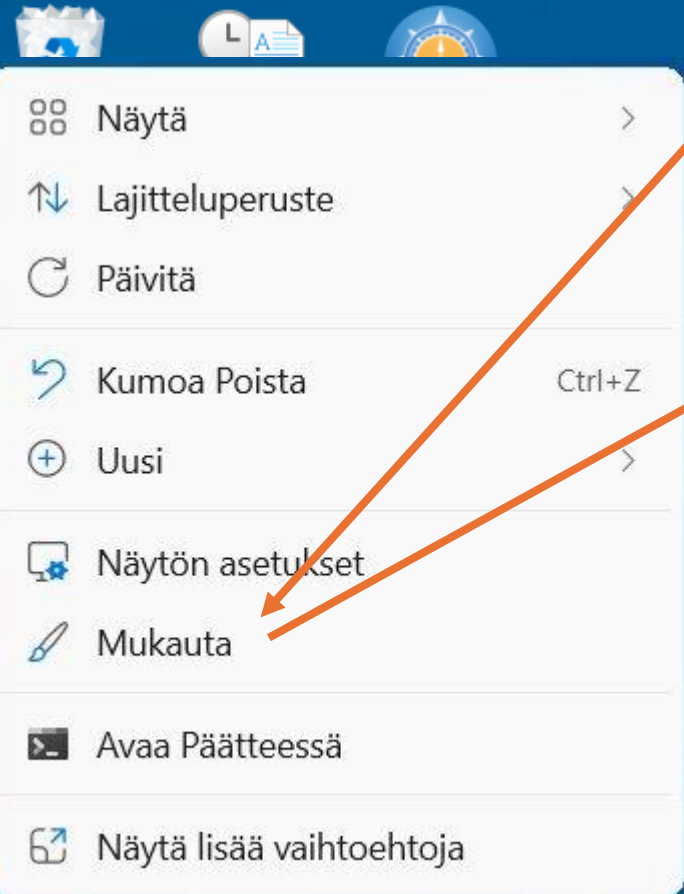 L
A
Näytä
Lajitteluperuste
Päivitä
Kumoa Poista Ctrl+Z
Uusi
Näytön asetukset
Mukauta
Avaa Päätteessä
Näytä lisää vaihtoehtoja